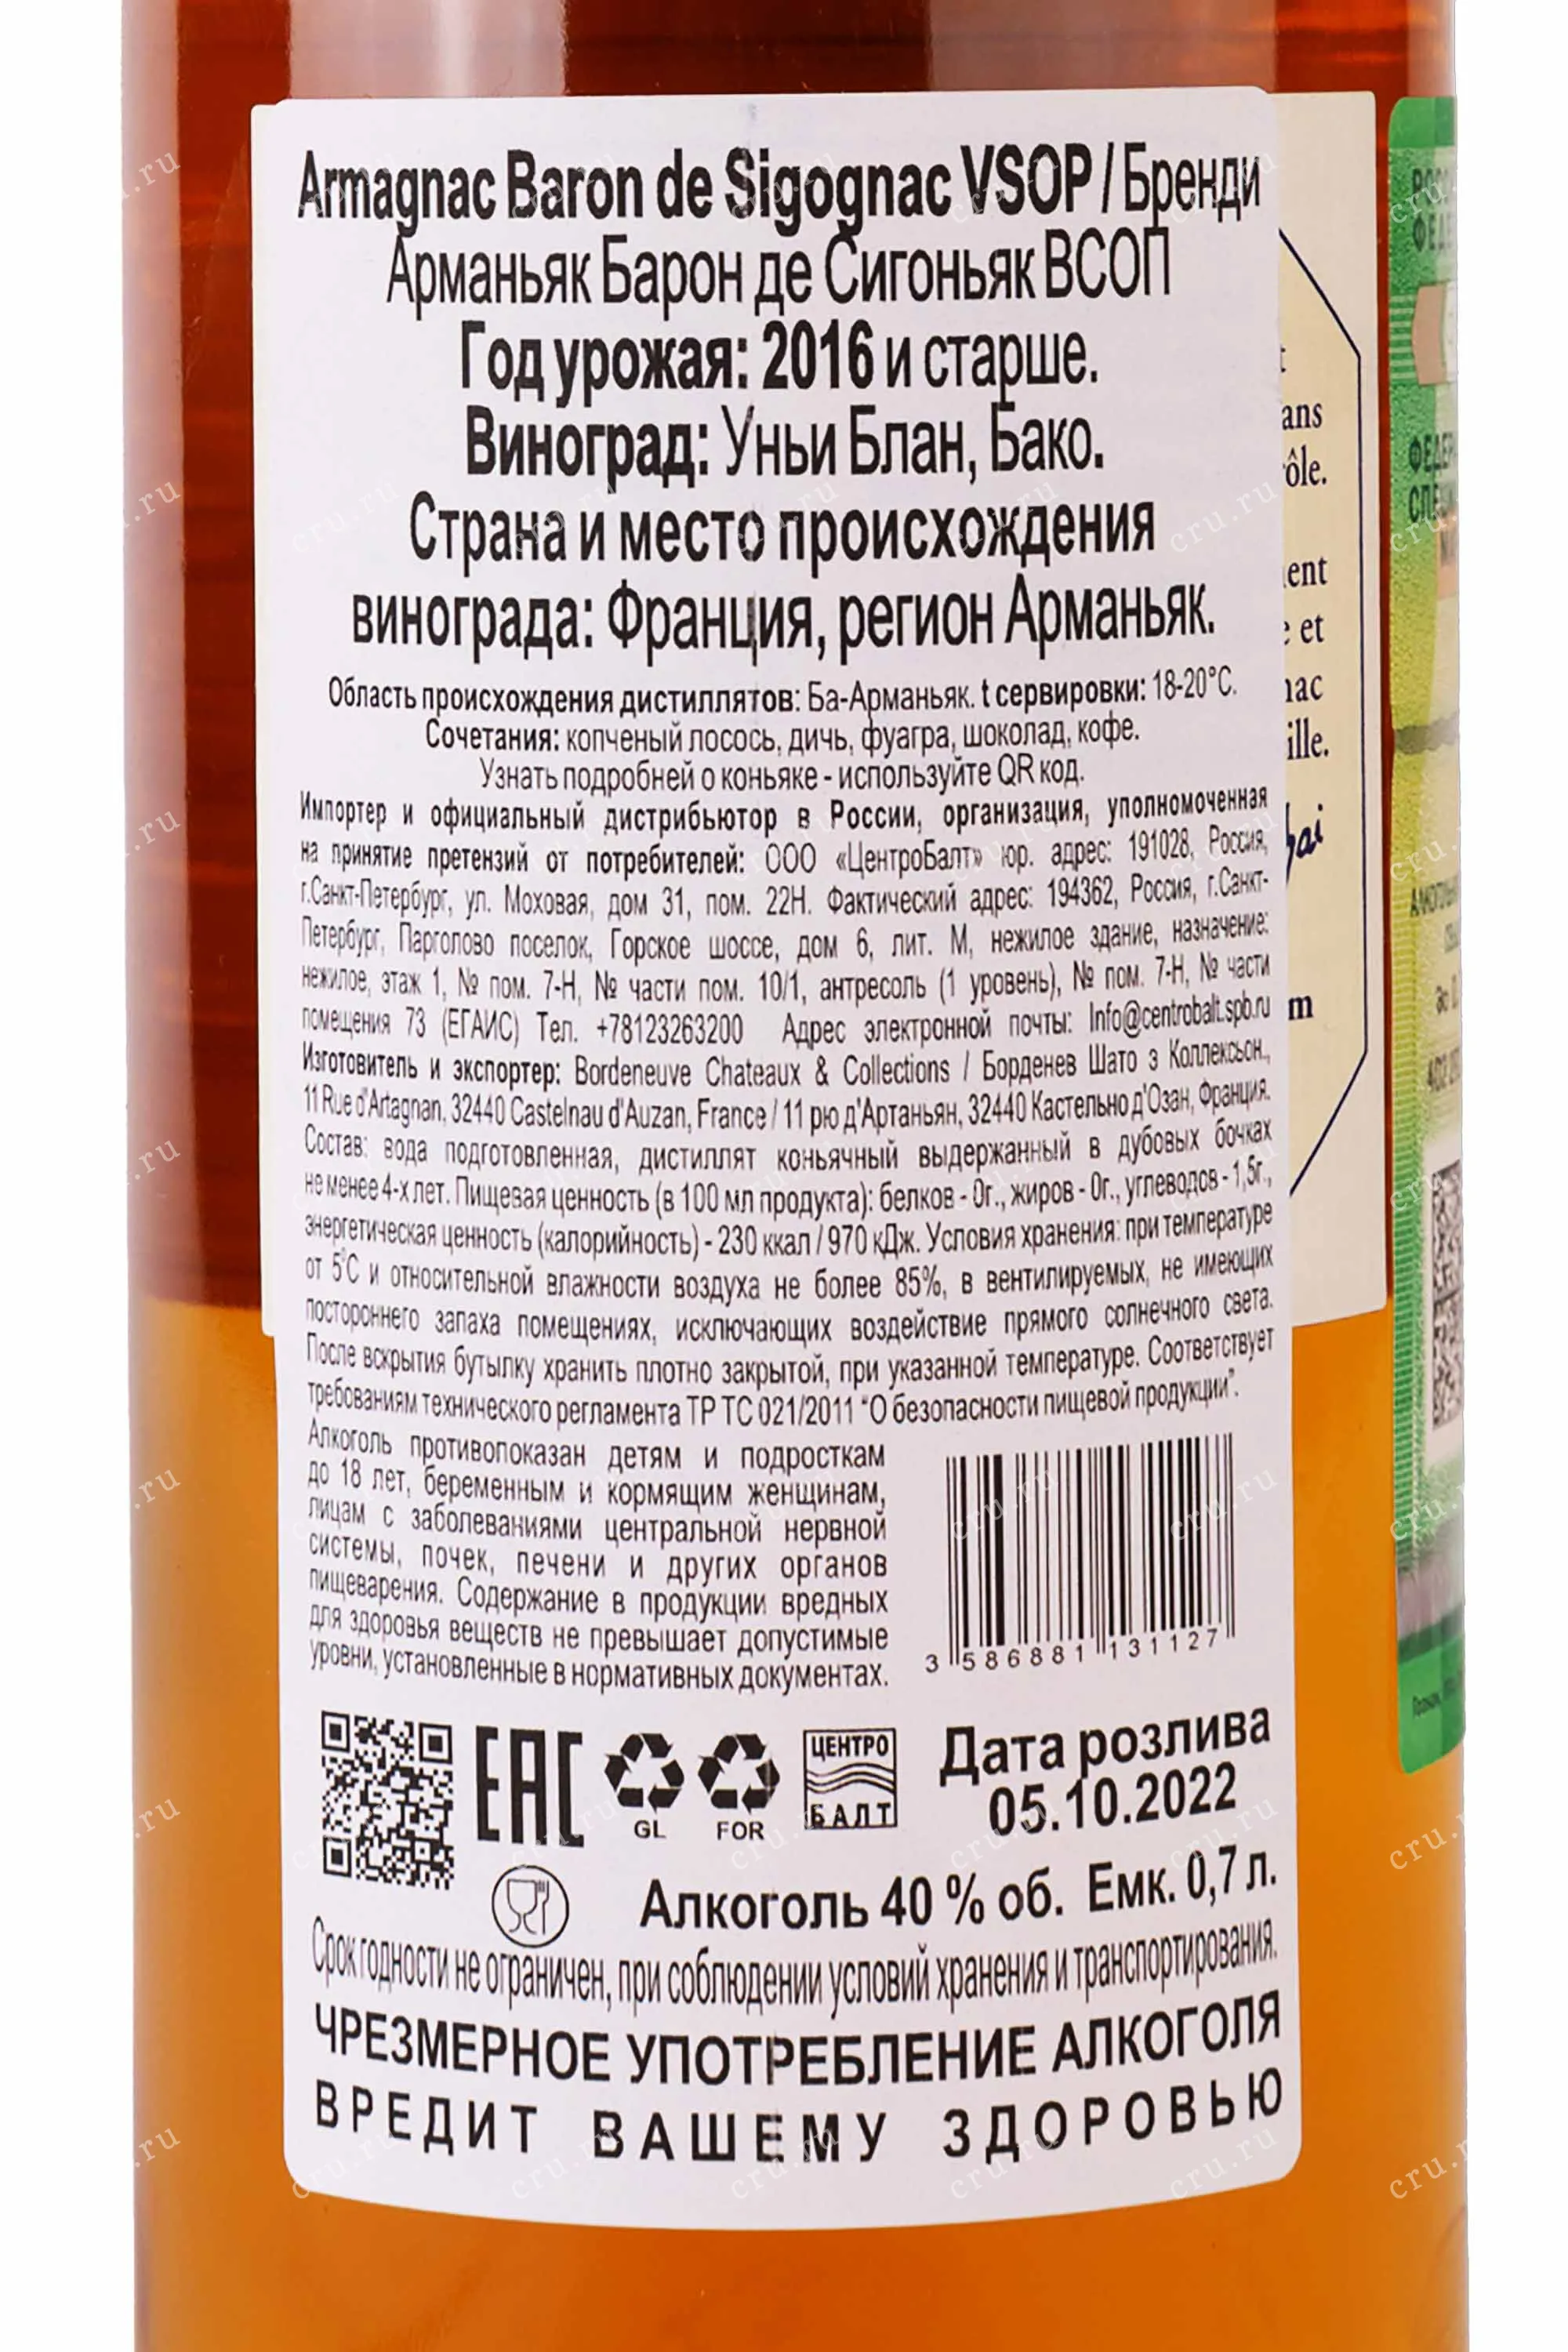 Armagnac Baron de Sigognac VSOP / Бренди
Арманьяк Барон де Сигоньяк ВСОП
Год урожая: 2016 и старше.
Виноград: Уньи Блан, Бако.
Страна и место происхождения
винограда: Франция, регион Арманьяк.
Область происхождения дистиллятов: Ба-Арманьяк. t сервировки: 18-20°C.
Сочетания: копченый лосось, дичь, фуагра, шоколад, кофе.
Узнать подробней о коньяке - используйте QR код.
Импортер и официальный дистрибьютор в России, организация, уполномоченная
на принятие претензий от потребителей: ООО «ЦентроБалт» юр. адрес: 191028, Россия,
г.Санкт-Петербург, ул. Моховая, дом 31, пом. 22Н. Фактический адрес: 194362, Россия, г.Санкт-
Петербург, Парголово поселок, Горское шоссе, дом 6, лит. М, нежилое здание, назначение:
нежилое, этаж 1, № пом. 7-Н, № части пом. 10/1, антресоль (1 уровень), № пом. 7-Н, № части
помещения 73 (ЕГАИС) Тел. +78123263200 Адрес электронной почты: Info@centrobalt.spb.ru
Изготовитель и экспортер: Bordeneuve Chateaux & Collections / Борденев Шато э Коллексьон.,
11 Rue d'Artagnan, 32440 Castelnau d'Auzan, France / 11 рю д'Артаньян, 32440 Кастельно д'Озан, Франция.
Состав: вода подготовленная, дистиллят коньячный выдержанный в дубовых бочках
не менее 4-х лет. Пищевая ценность (в 100 мл продукта): белков - 0г., жиров - 0г., углеводов - 1,5г.,
энергетическая ценность (калорийность) - 230 ккал / 970 кДж. Условия хранения: при температуре
от 5°C и относительной влажности воздуха не более 85%, в вентилируемых, не имеющих
постороннего запаха помещениях, исключающих воздействие прямого солнечного света.
После вскрытия бутылку хранить плотно закрытой, при указанной температуре. Соответствует
требованиям технического регламента ТР ТС 021/2011 "О безопасности пищевой продукции".
Алкоголь противопоказан детям и подросткам
до 18 лет, беременным и кормящим женщинам,
лицам с заболеваниями центральной нервной
системы, почек, печени и других органов
пищеварения. Содержание в продукции вредных
для здоровья веществ не превышает допустимые
уровни, установленные в нормативных документах.
3 586881 131127
EAC
GL FOR
ЦЕНТРО
БАЛТ
Дата розлива
05.10.2022
Алкоголь 40 % об. Емк. 0,7 л.
Срок годности не ограничен, при соблюдении условий хранения и транспортирования.
ЧРЕЗМЕРНОЕ УПОТРЕБЛЕНИЕ АЛКОГОЛЯ
ВРЕДИТ ВАШЕМУ ЗДОРОВЬЮ
ans
ôle.
ent
et
nac
ille.
m
cru.ru